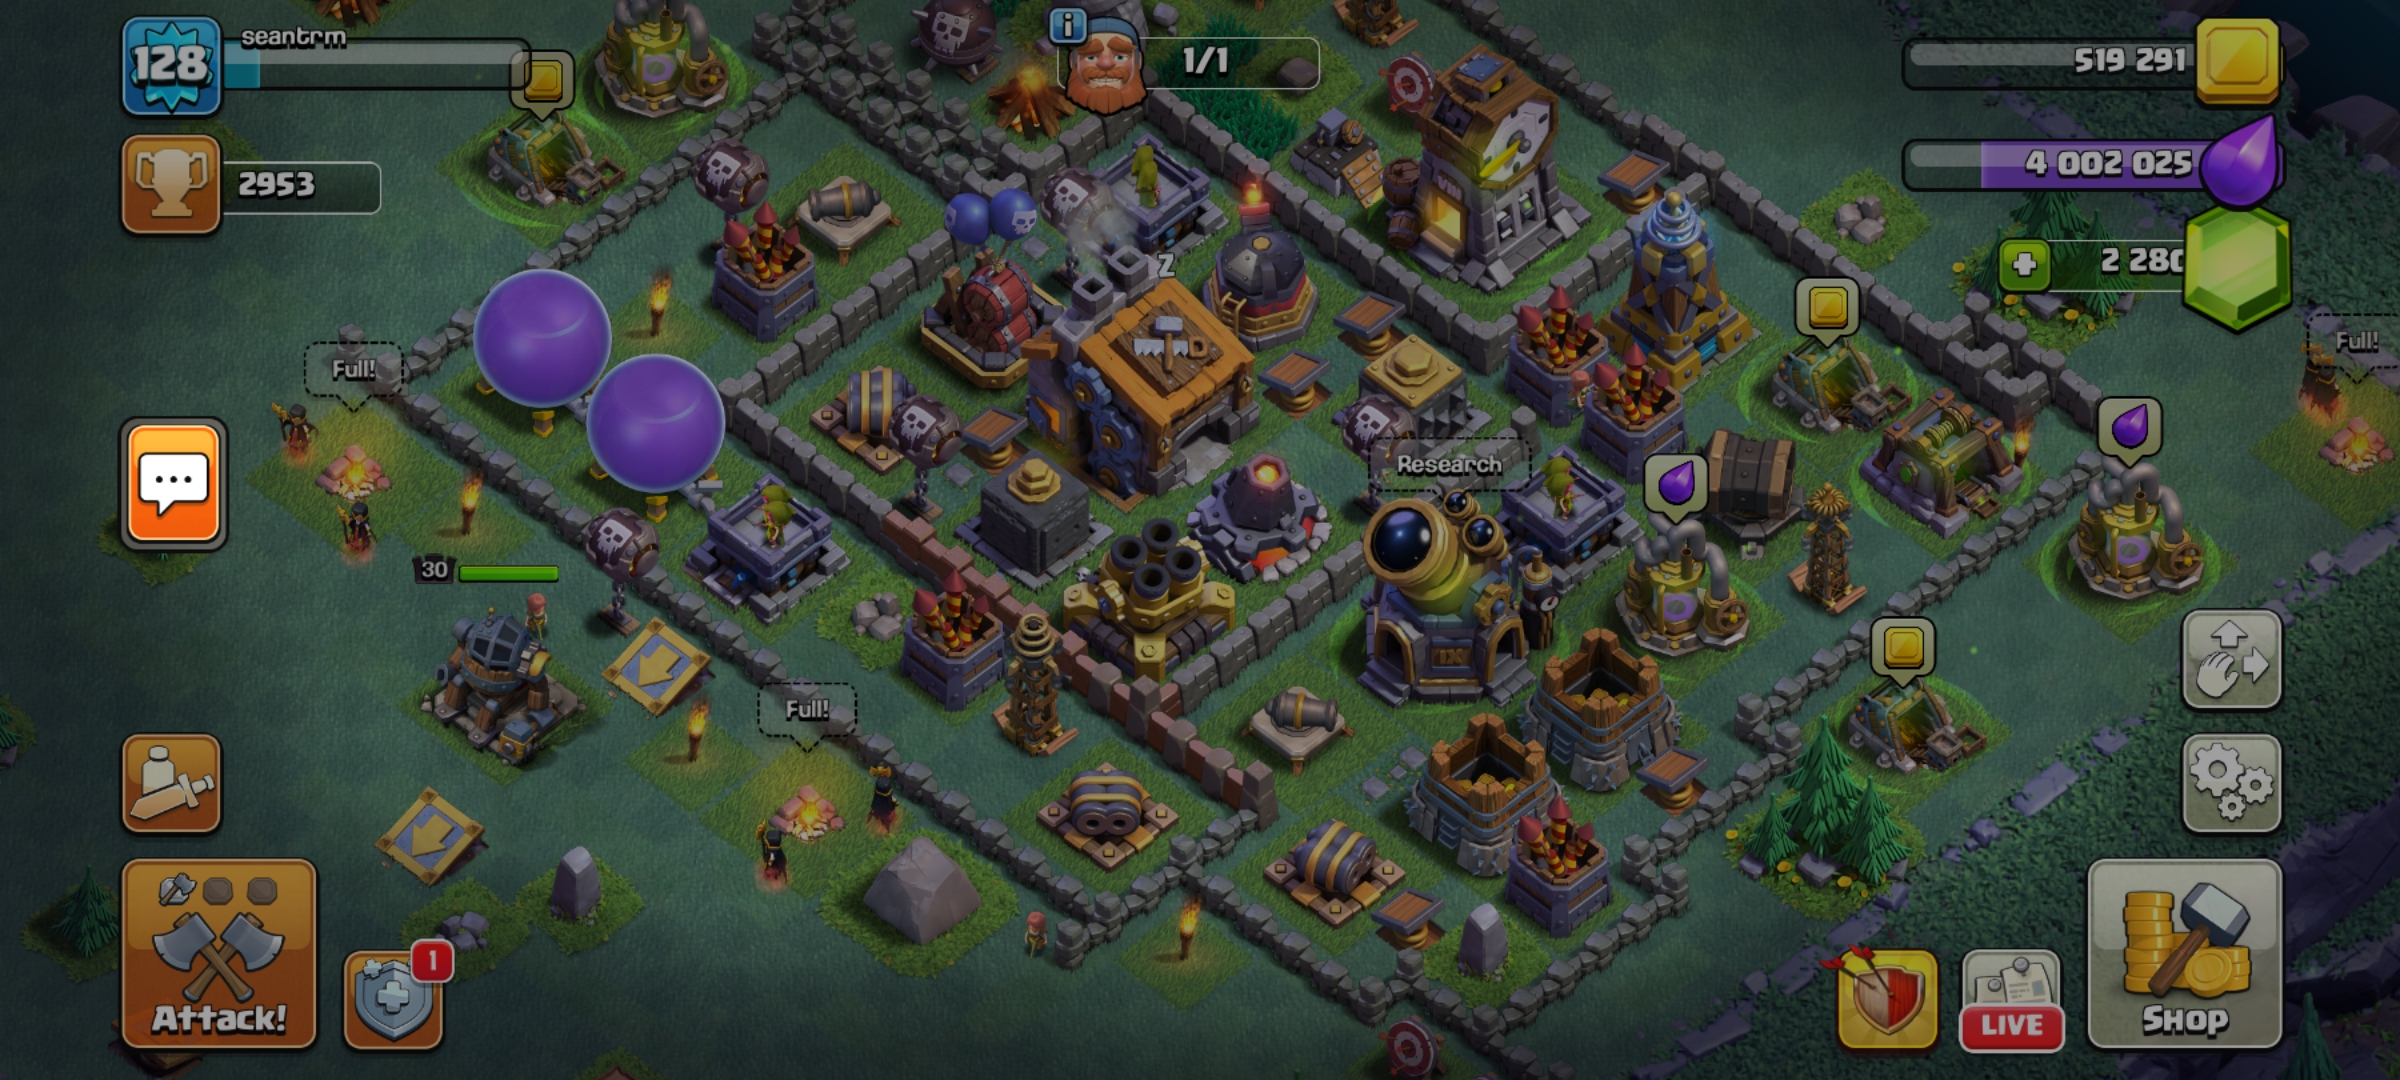 128
seantrm
1/1
519 291
2953
4 002 025
2 280
Z
Full!
Full!
Research
30
Full!
IX
1
Attack!
LIVE
Shop